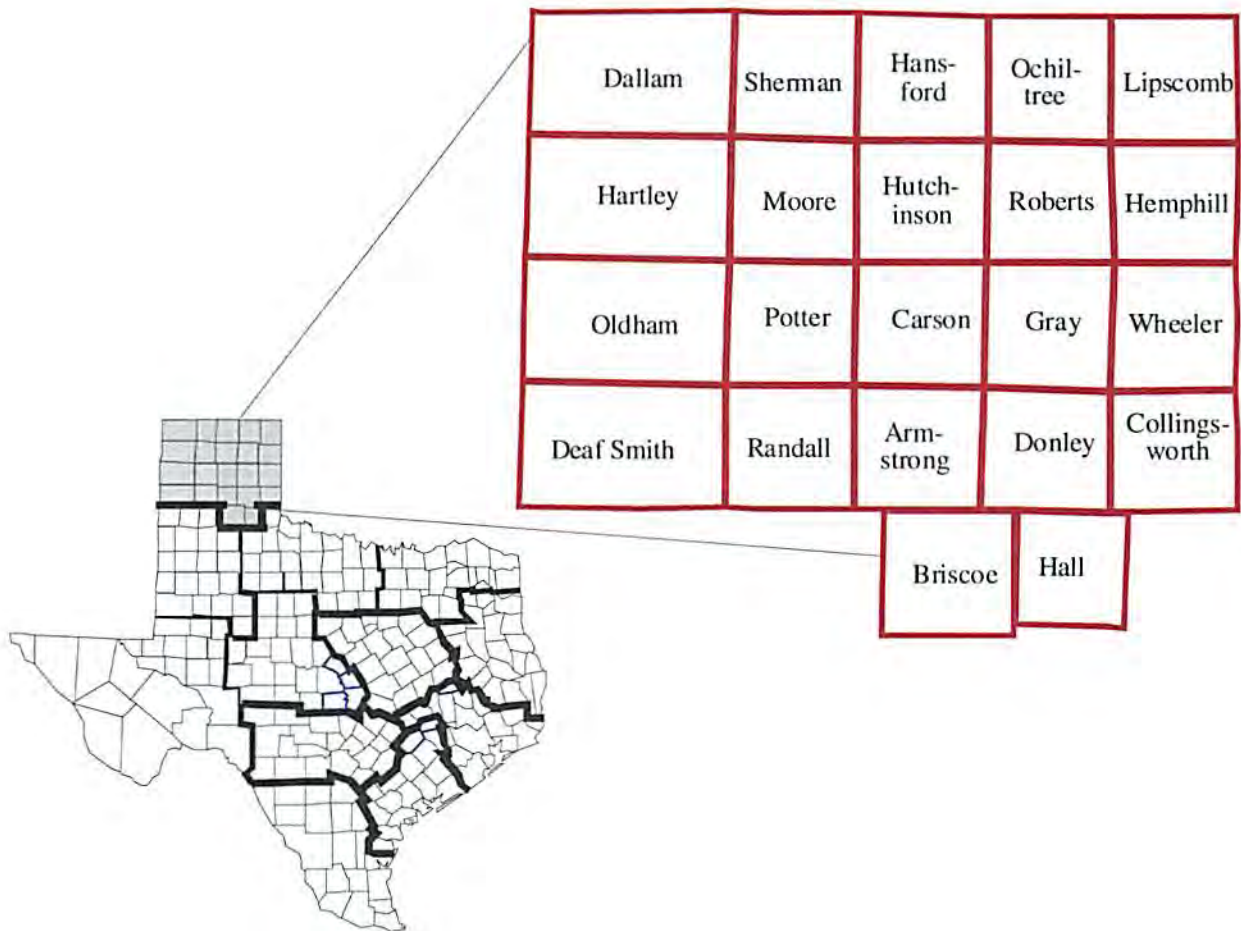 Dallam
Sherman
Hans-
ford
Ochil-
tree
Lipscomb
Hartley
Moore
Hutch-
inson
Roberts
Hemphill
Oldham
Potter
Carson
Gray
Wheeler
Deaf Smith
Randall
Arm-
strong
Donley
Collings-
worth
Briscoe
Hall